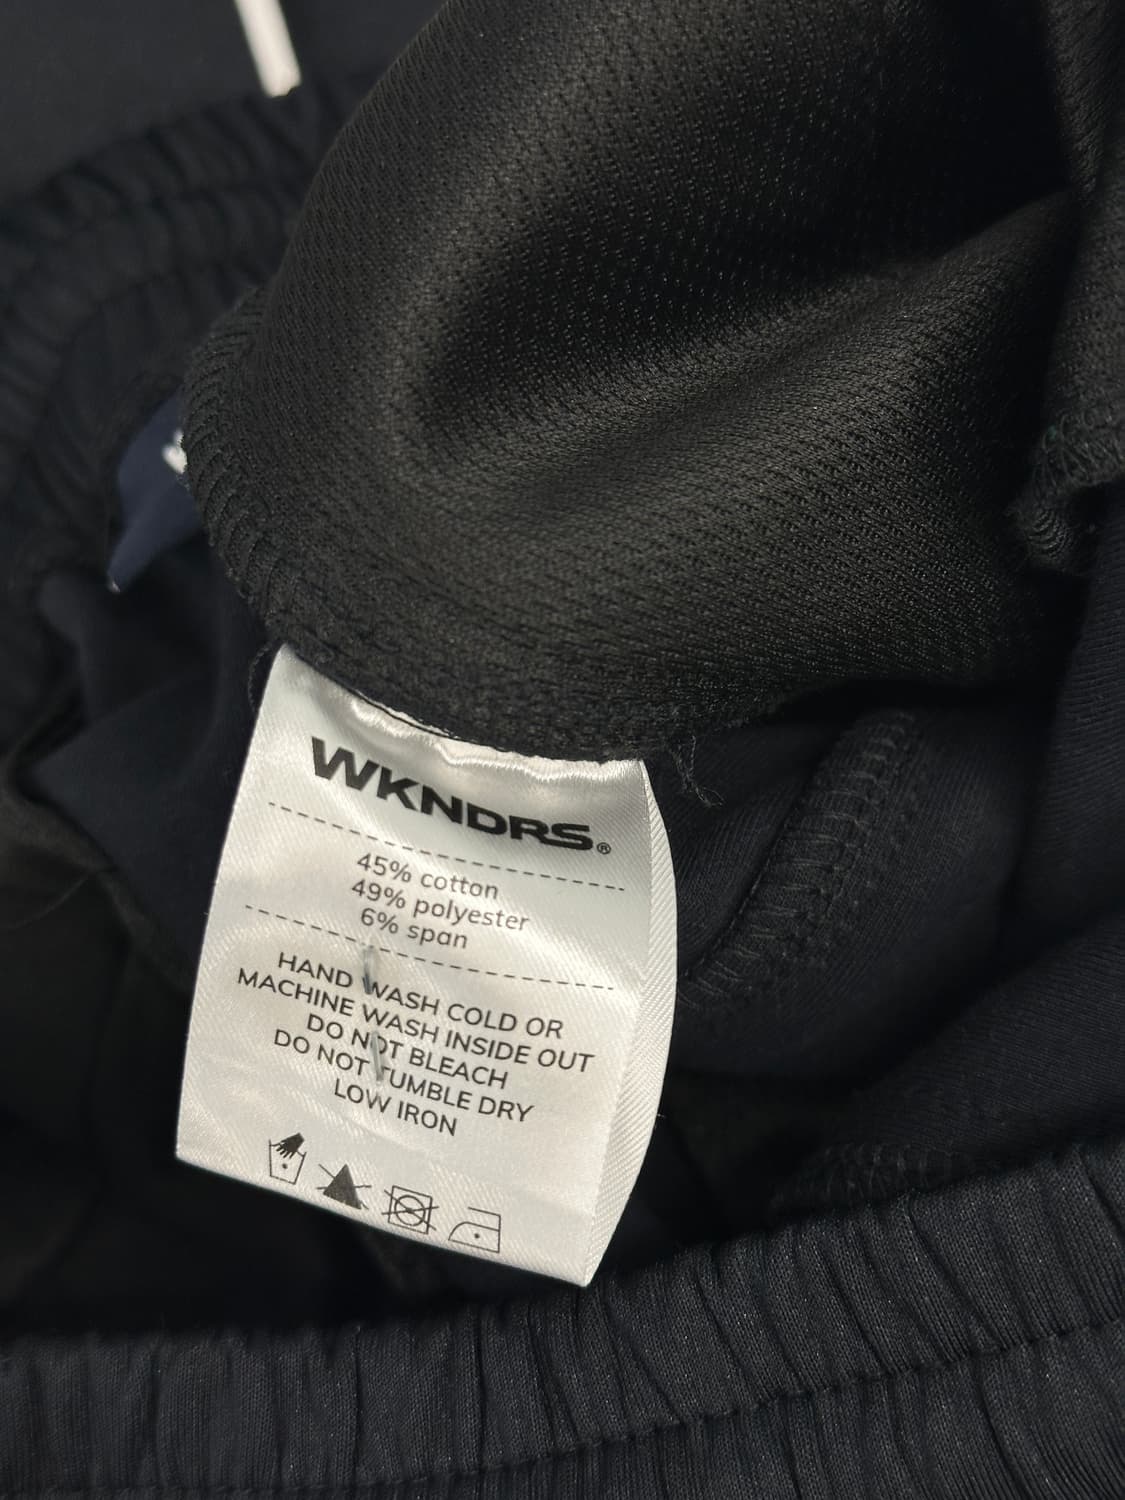 WKNDRS®
45% cotton
49% polyester
6% span
HAND WASH COLD OR
MACHINE WASH INSIDE OUT
DO NOT BLEACH
DO NOT TUMBLE DRY
LOW IRON